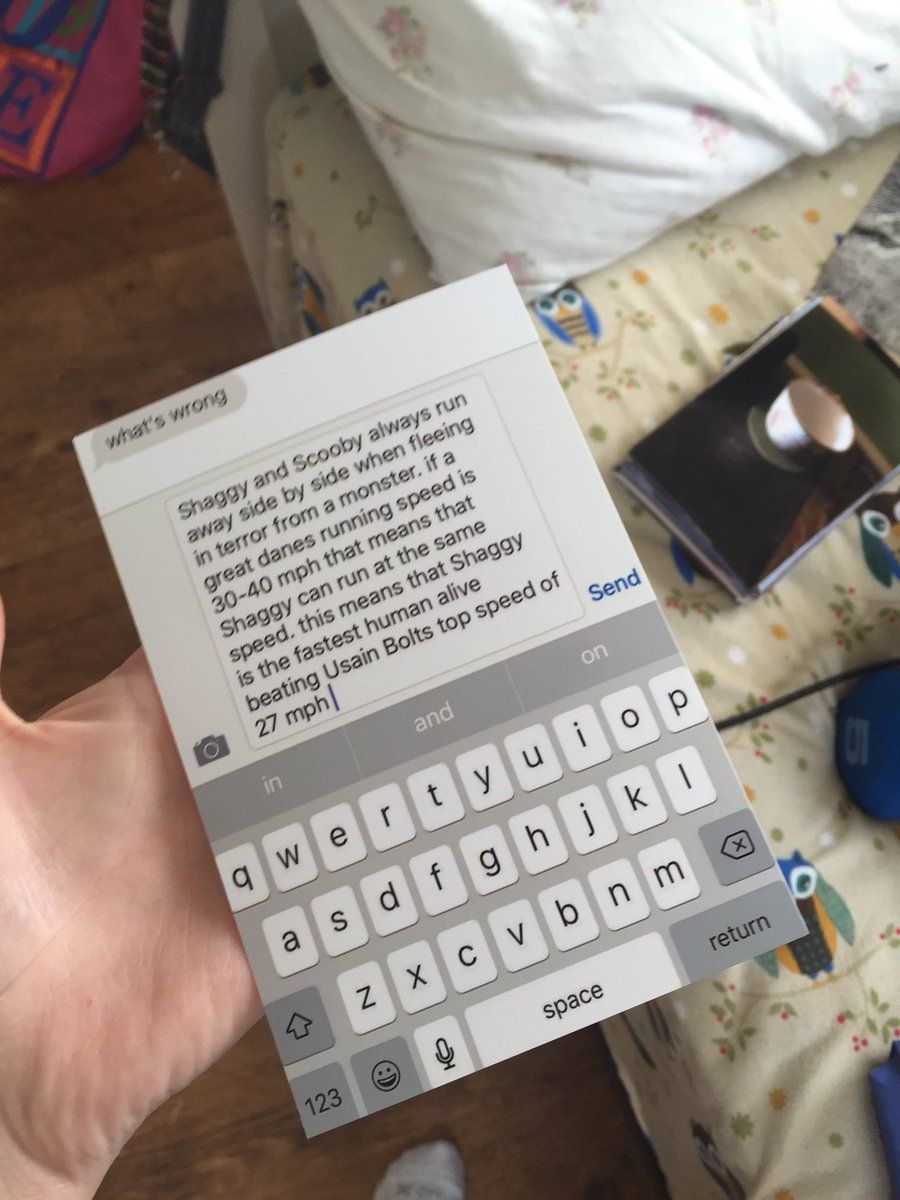 what's wrong
Shaggy and Scooby always run
away side by side when fleeing
in terror from a monster. if a
great danes running speed is
30-40 mph that means that
Shaggy can run at the same
speed. this means that Shaggy
is the fastest human alive
beating Usain Bolts top speed of
27 mph
Send
in and on
q w e r t y u i o p
a s d f g h j k l
z x c v b n m
123 space return
E